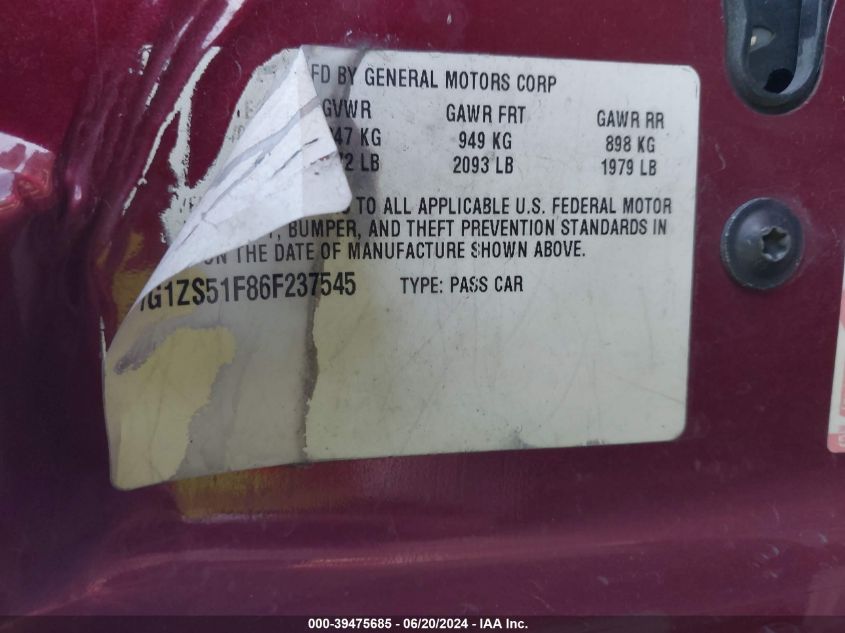 FD BY GENERAL MOTORS CORP
GVWR GAWR FRT GAWR RR
47 KG 949 KG 898 KG
72 LB 2093 LB 1979 LB
TO ALL APPLICABLE U.S. FEDERAL MOTOR
BUMPER, AND THEFT PREVENTION STANDARDS IN
ON THE DATE OF MANUFACTURE SHOWN ABOVE.
G1ZS51F86F237545 TYPE: PASS CAR
000-39475685 - 06/20/2024 - IAA Inc.